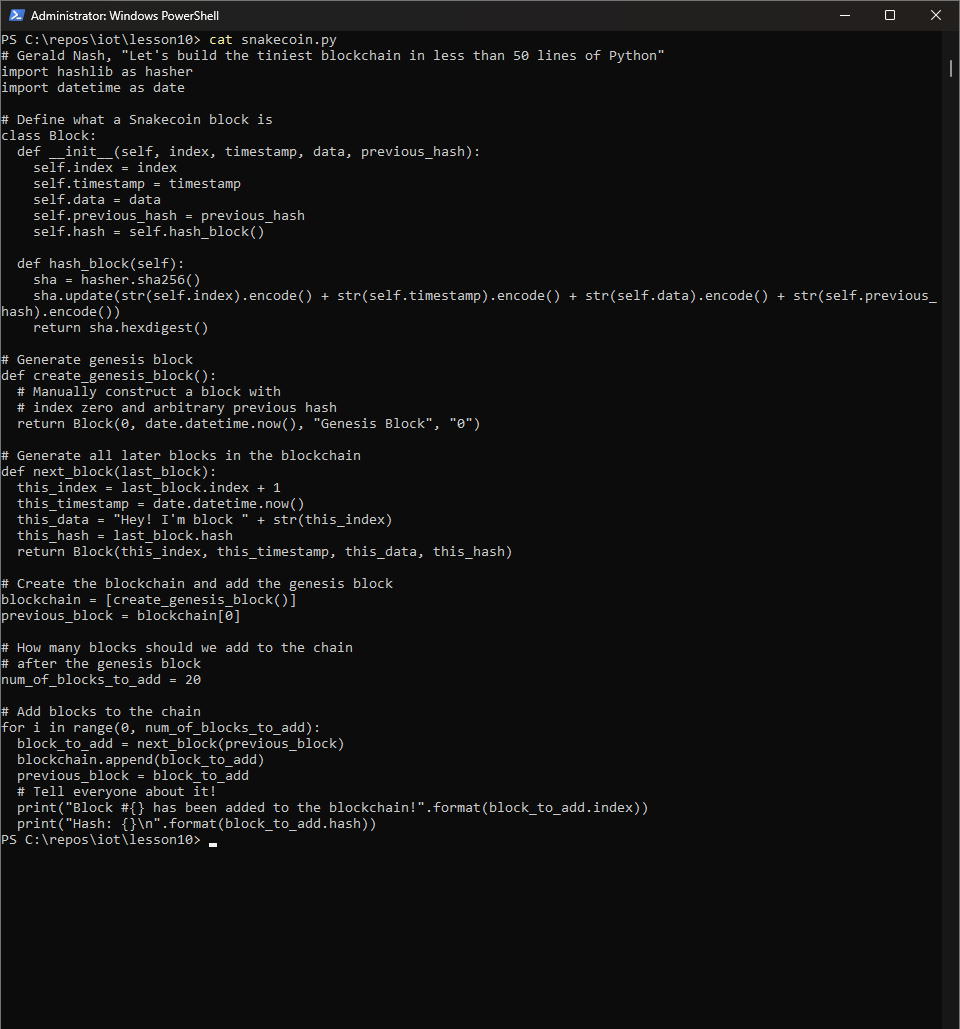 Administrator: Windows PowerShell
PS C:\repos\iot\lesson10> cat snakecoin.py
# Gerald Nash, "Let's build the tiniest blockchain in less than 50 lines of Python"
import hashlib as hasher
import datetime as date

# Define what a Snakecoin block is
class Block:
  def __init__(self, index, timestamp, data, previous_hash):
    self.index = index
    self.timestamp = timestamp
    self.data = data
    self.previous_hash = previous_hash
    self.hash = self.hash_block()

  def hash_block(self):
    sha = hasher.sha256()
    sha.update(str(self.index).encode() + str(self.timestamp).encode() + str(self.data).encode() + str(self.previous_
hash).encode())
    return sha.hexdigest()

# Generate genesis block
def create_genesis_block():
  # Manually construct a block with
  # index zero and arbitrary previous hash
  return Block(0, date.datetime.now(), "Genesis Block", "0")

# Generate all later blocks in the blockchain
def next_block(last_block):
  this_index = last_block.index + 1
  this_timestamp = date.datetime.now()
  this_data = "Hey! I'm block " + str(this_index)
  this_hash = last_block.hash
  return Block(this_index, this_timestamp, this_data, this_hash)

# Create the blockchain and add the genesis block
blockchain = [create_genesis_block()]
previous_block = blockchain[0]

# How many blocks should we add to the chain
# after the genesis block
num_of_blocks_to_add = 20

# Add blocks to the chain
for i in range(0, num_of_blocks_to_add):
  block_to_add = next_block(previous_block)
  blockchain.append(block_to_add)
  previous_block = block_to_add
  # Tell everyone about it!
  print("Block #{} has been added to the blockchain!".format(block_to_add.index))
  print("Hash: {}\n".format(block_to_add.hash))
PS C:\repos\iot\lesson10>